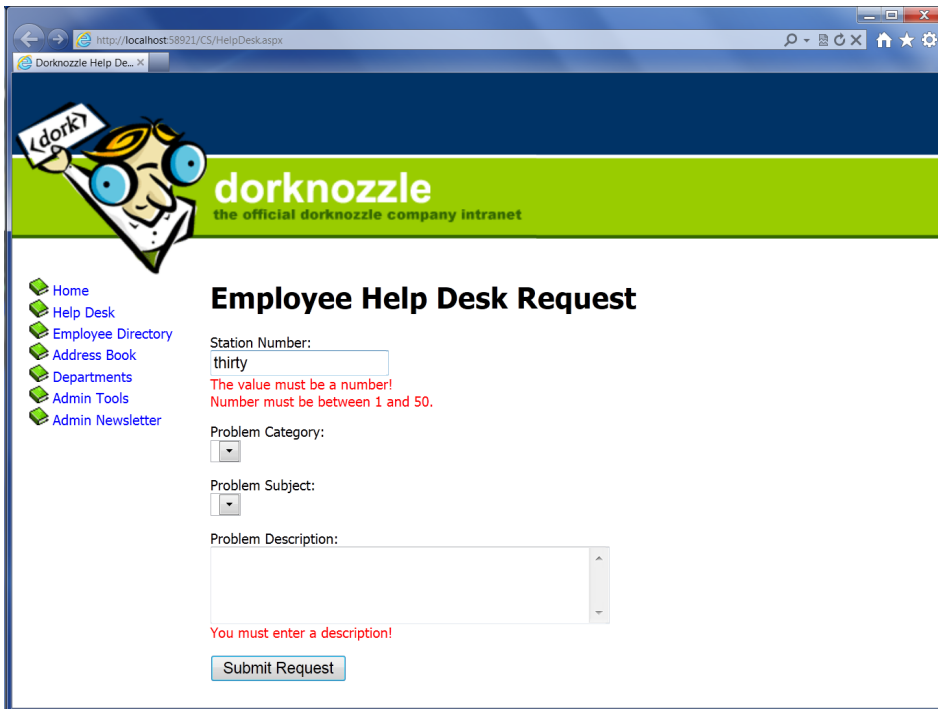 http://localhost:58921/CS/HelpDesk.aspx
Dorknozzle Help De...
<dork>
dorknozzle
the official dorknozzle company intranet
Home
Help Desk
Employee Directory
Address Book
Departments
Admin Tools
Admin Newsletter
Employee Help Desk Request
Station Number:
thirty
The value must be a number!
Number must be between 1 and 50.
Problem Category:
Problem Subject:
Problem Description:
You must enter a description!
Submit Request